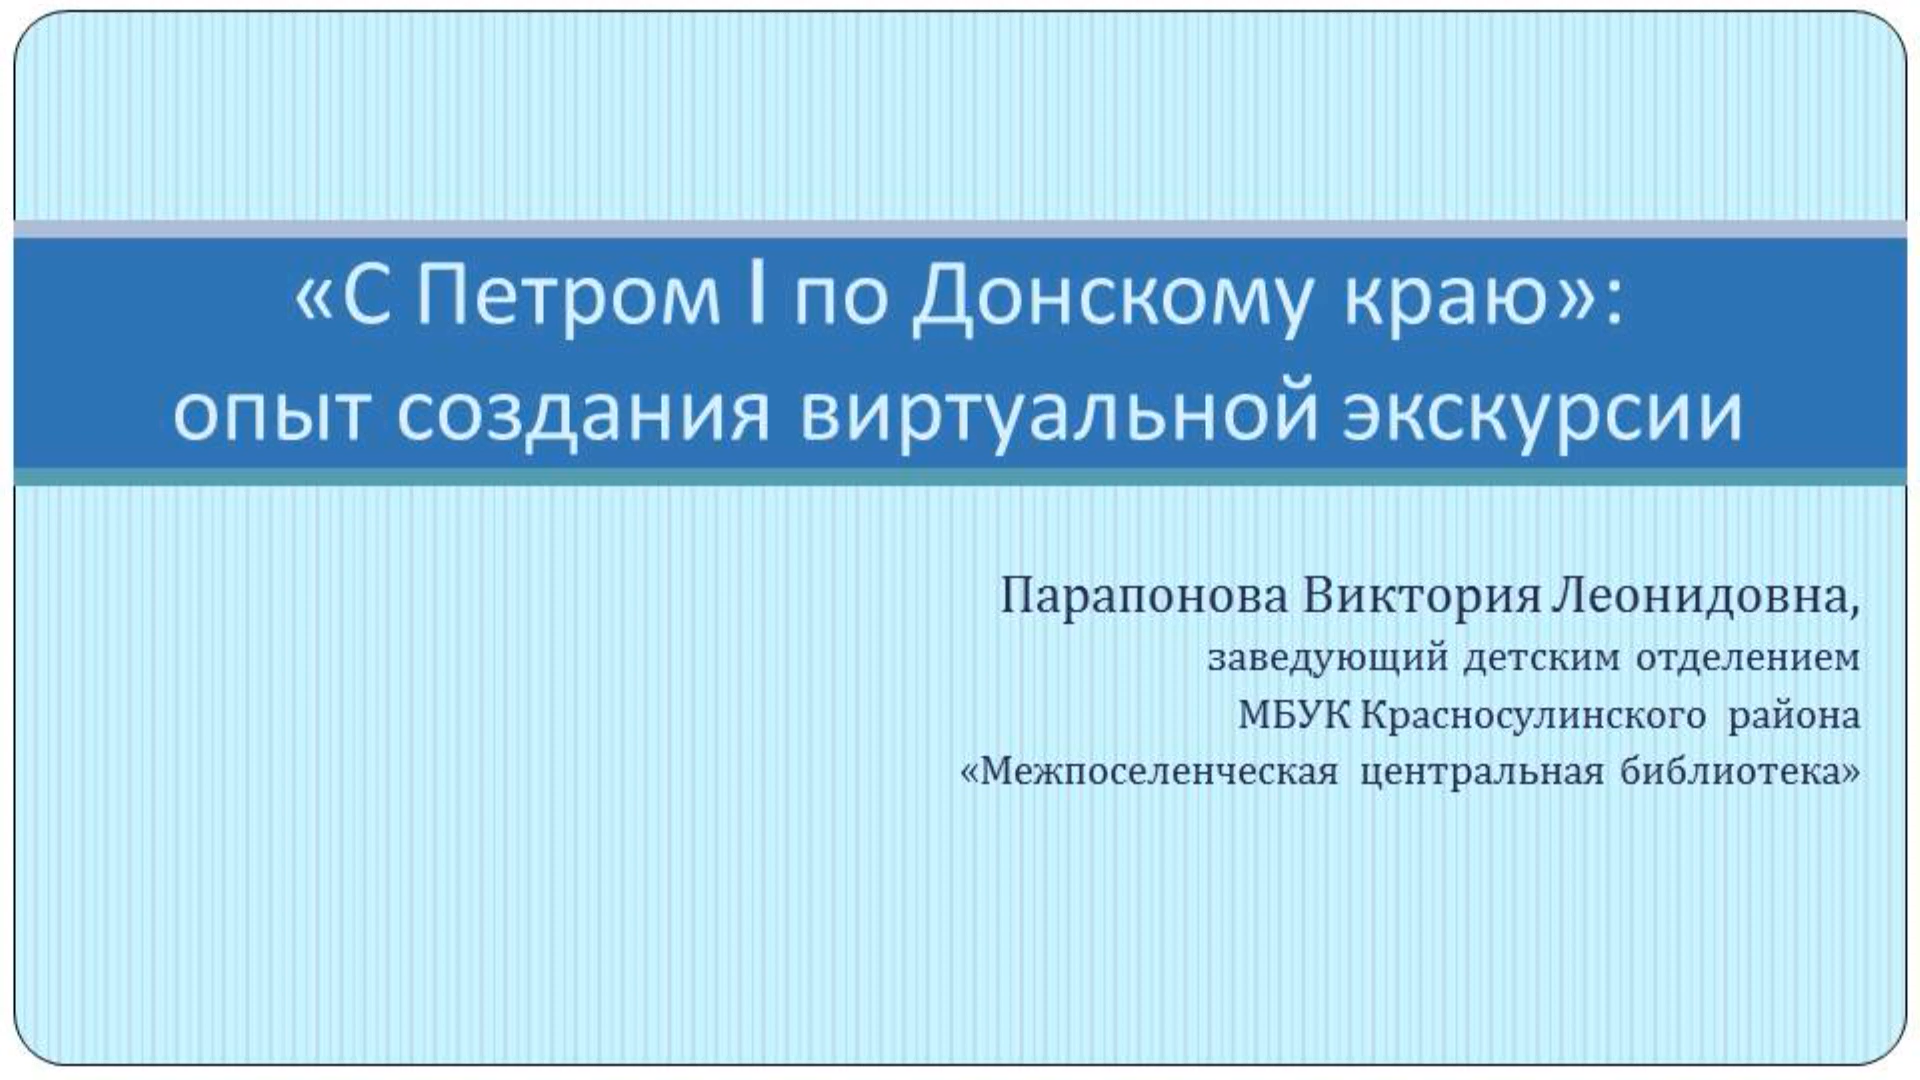 «С Петром I по Донскому краю»:
опыт создания виртуальной экскурсии
Парапонова Виктория Леонидовна,
заведующий детским отделением
МБУК Красносулинского района
«Межпоселенческая центральная библиотека»